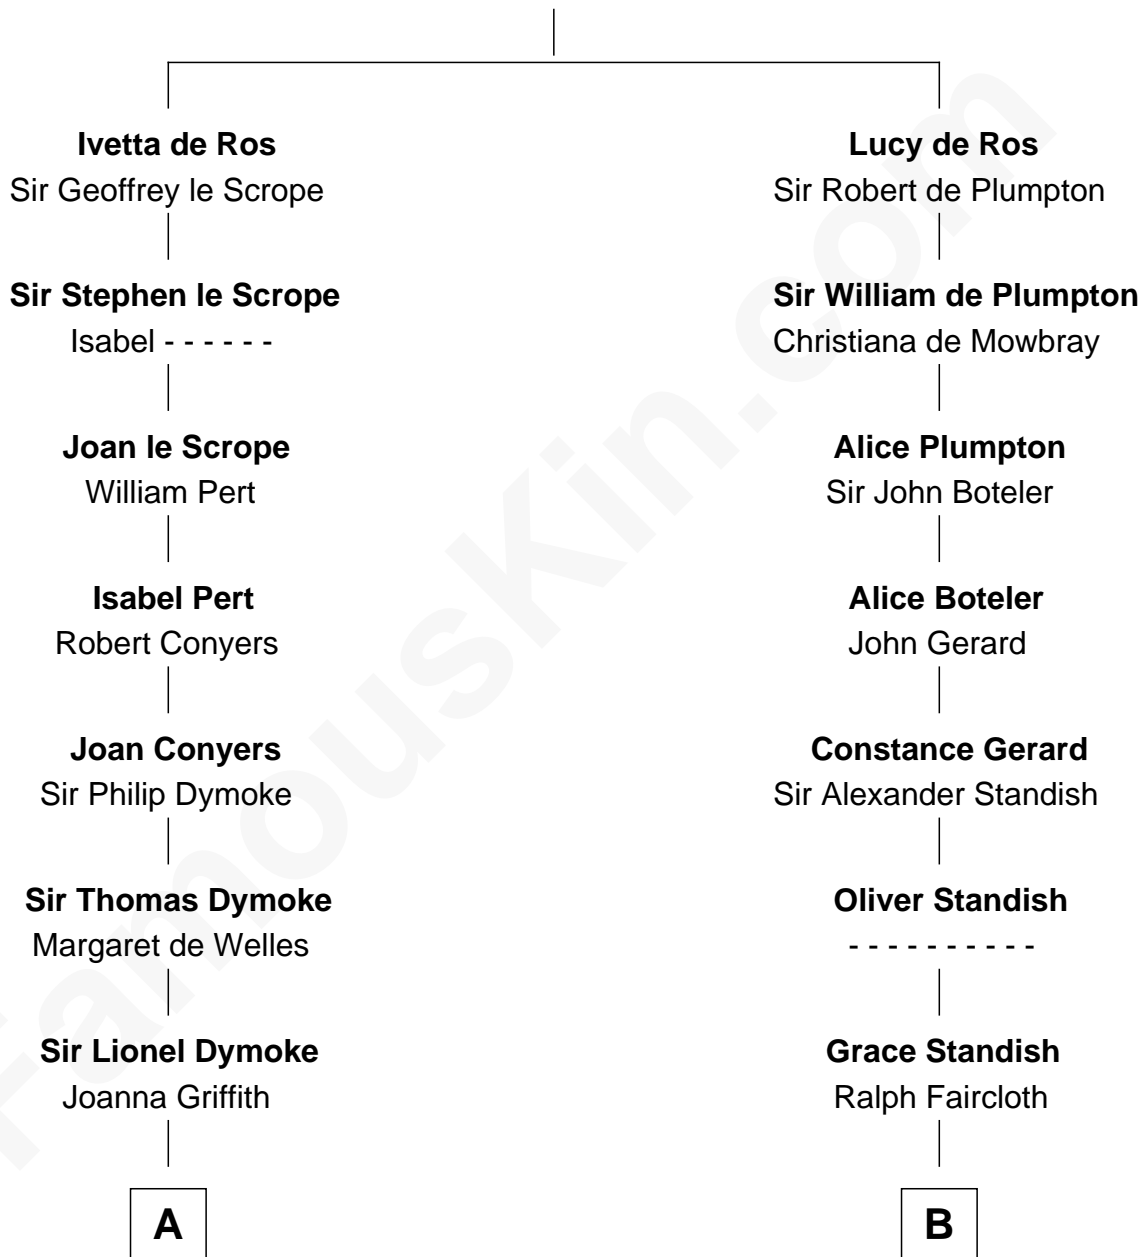 Ivetta de Ros
Sir Geoffrey le Scrope
Sir Stephen le Scrope
Isabel - - - - - -
Joan le Scrope
William Pert
Isabel Pert
Robert Conyers
Joan Conyers
Sir Philip Dymoke
Sir Thomas Dymoke
Margaret de Welles
Sir Lionel Dymoke
Joanna Griffith
A
Lucy de Ros
Sir Robert de Plumpton
Sir William de Plumpton
Christiana de Mowbray
Alice Plumpton
Sir John Boteler
Alice Boteler
John Gerard
Constance Gerard
Sir Alexander Standish
Oliver Standish
- - - - - - - - - -
Grace Standish
Ralph Faircloth
B
FamousKin.com